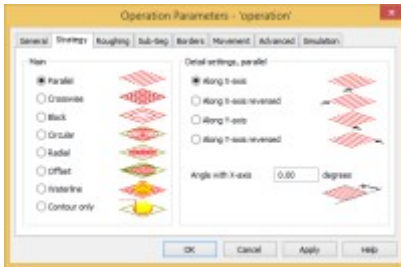 Operation Parameters - 'operation'
General Strategy Roughing Sub-Seg Borders Movement Advanced Simulation
Main
Parallel
Crosswise
Block
Circular
Radial
Offset
Waterline
Contour only
Detail settings, parallel
Along X-axis
Along X-axis reversed
Along Y-axis
Along Y-axis reversed
Angle with X-axis 0.00 degrees
OK Cancel Apply Help